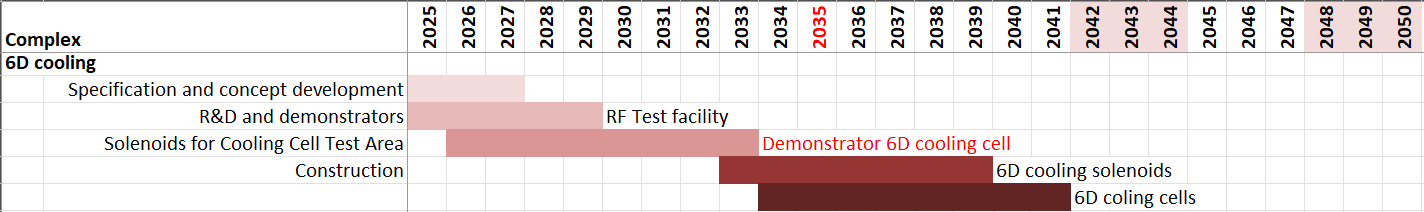 Complex 2025 2026 2027 2028 2029 2030 2031 2032 2033 2034 2035 2036 2037 2038 2039 2040 2041 2042 2043 2044 2045 2046 2047 2048 2049 2050
6D cooling
Specification and concept development
R&D and demonstrators RF Test facility
Solenoids for Cooling Cell Test Area Demonstrator 6D cooling cell
Construction 6D cooling solenoids
6D coling cells